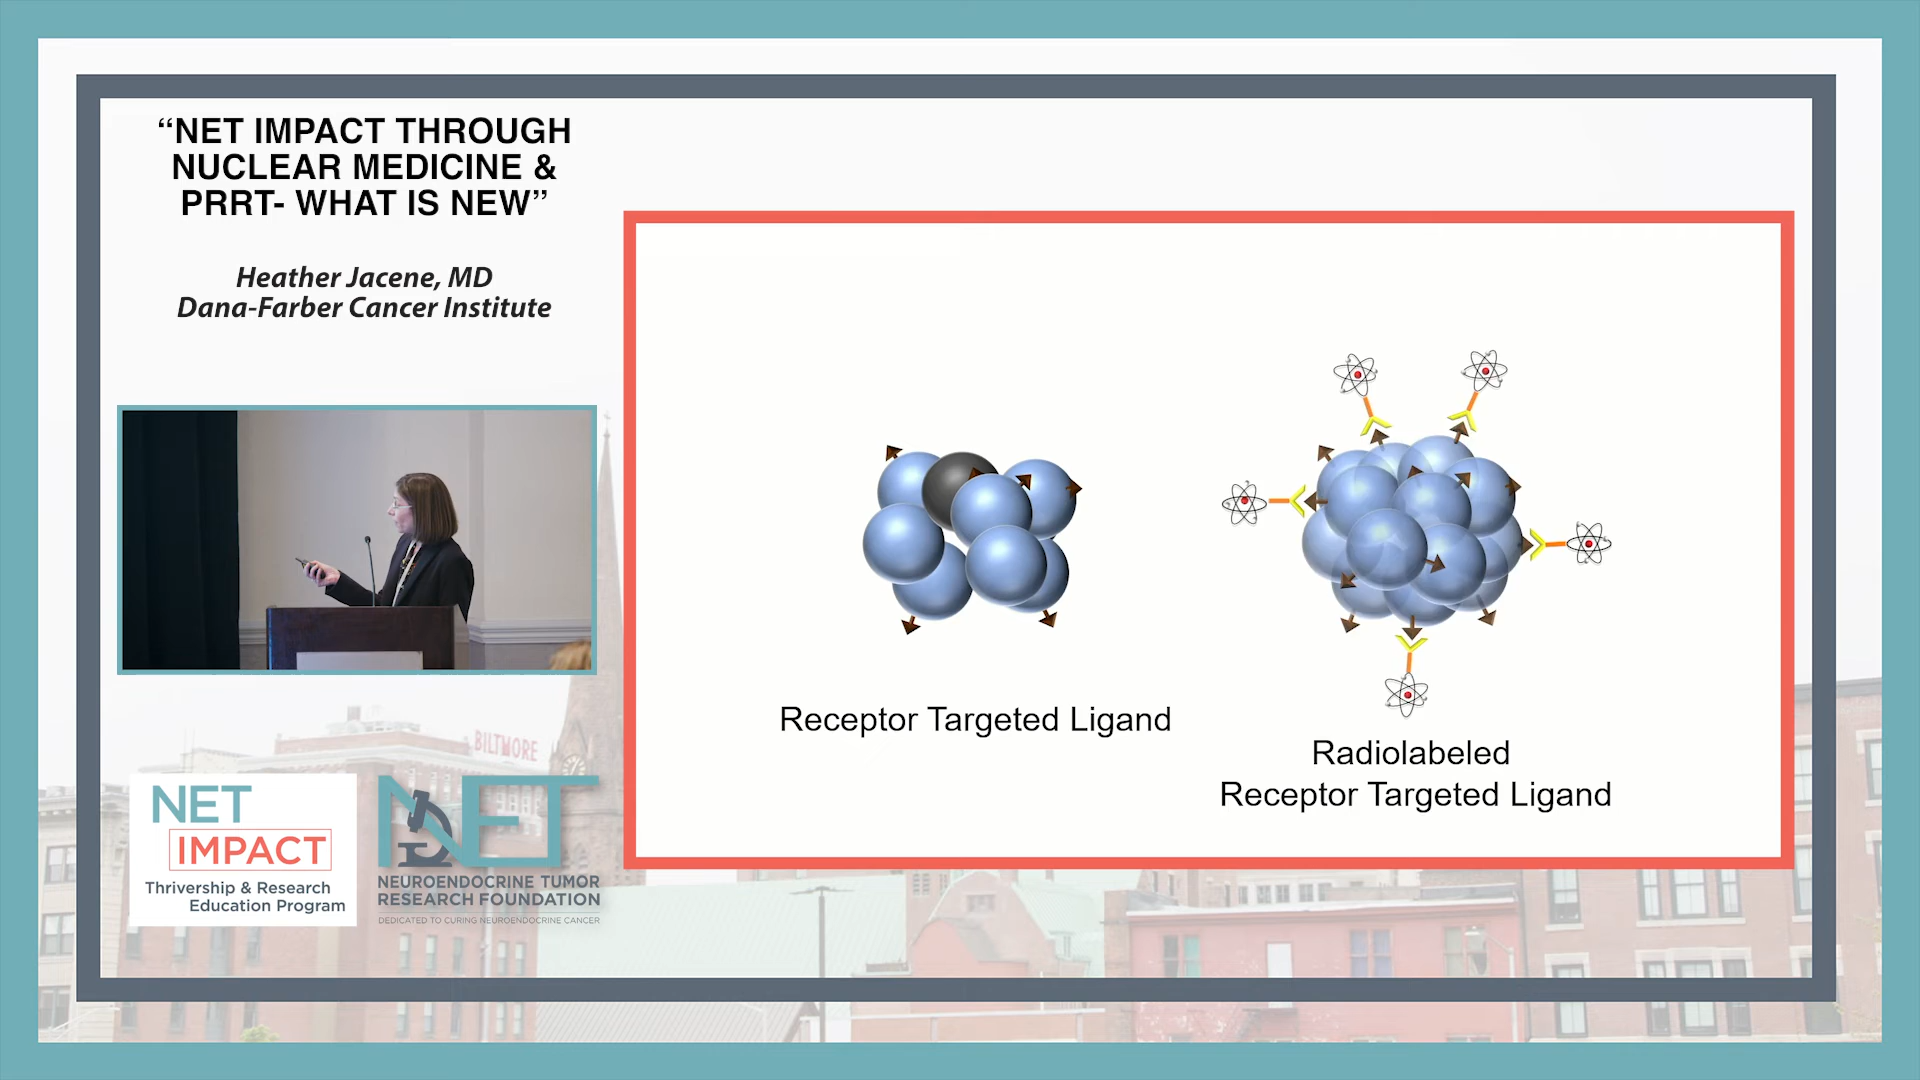 “NET IMPACT THROUGH
NUCLEAR MEDICINE &
PRRT- WHAT IS NEW”
Heather Jacene, MD
Dana-Farber Cancer Institute
Receptor Targeted Ligand
Radiolabeled
Receptor Targeted Ligand
BILTMORE
NET
IMPACT
Thrivership & Research
Education Program
NET
NEUROENDOCRINE TUMOR
RESEARCH FOUNDATION
DEDICATED TO CURING NEUROENDOCRINE CANCER